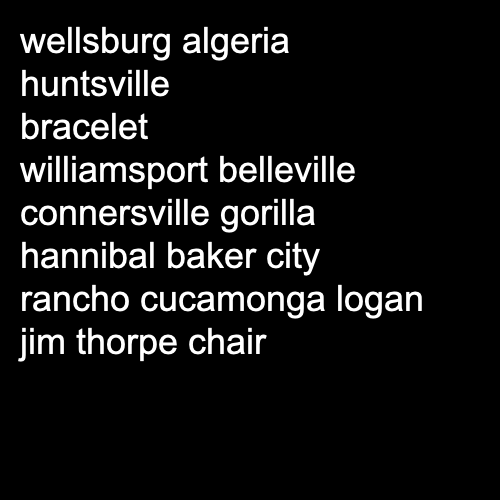 wellsburg algeria
huntsville
bracelet
williamsport belleville
connersville gorilla
hannibal baker city
rancho cucamonga logan
jim thorpe chair